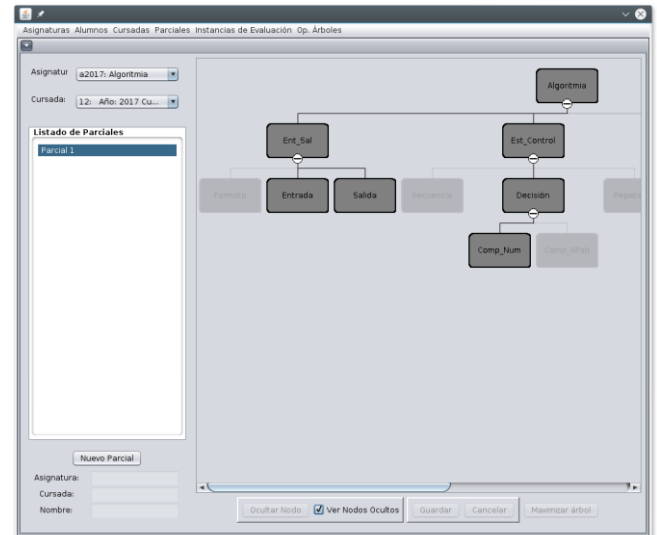 Asignaturas Alumnos Cursadas Parciales Instancias de Evaluación Op. Árboles
Asignatur a2017: Algoritmia
Cursada: 12: Año: 2017 Cu...
Listado de Parciales
Parcial 1
Algoritmia
Ent_Sal Est_Control
Formato Entrada Salida Secuencia Decisión
Comp_Num Comp_Alfab
Nuevo Parcial
Asignatura:
Cursada:
Nombre:
Ocultar Nodo Ver Nodos Ocultos Guardar Cancelar Maximizar árbol